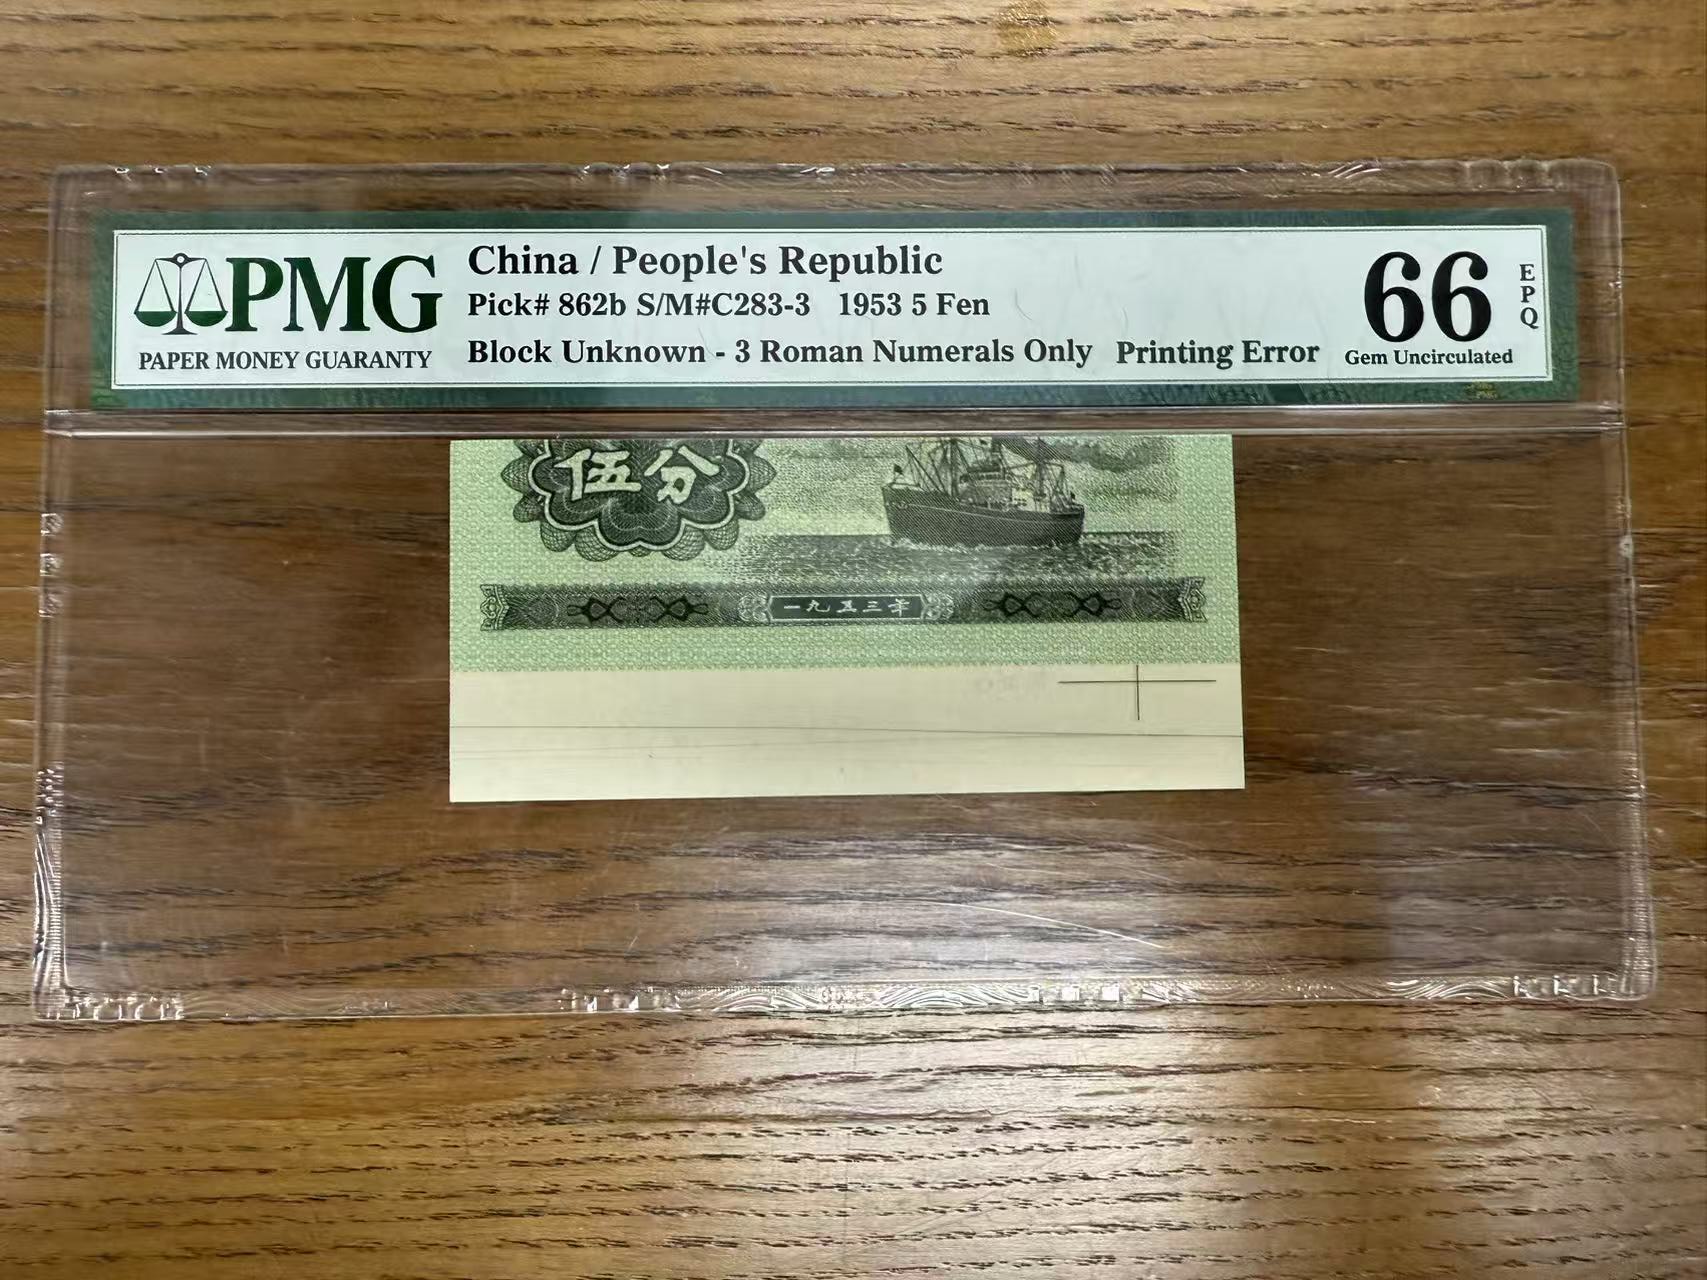 PMG
PAPER MONEY GUARANTY
China / People's Republic
Pick# 862b S/M#C283-3 1953 5 Fen
Block Unknown - 3 Roman Numerals Only Printing Error
66
EPQ
Gem Uncirculated
伍分
一九五三年